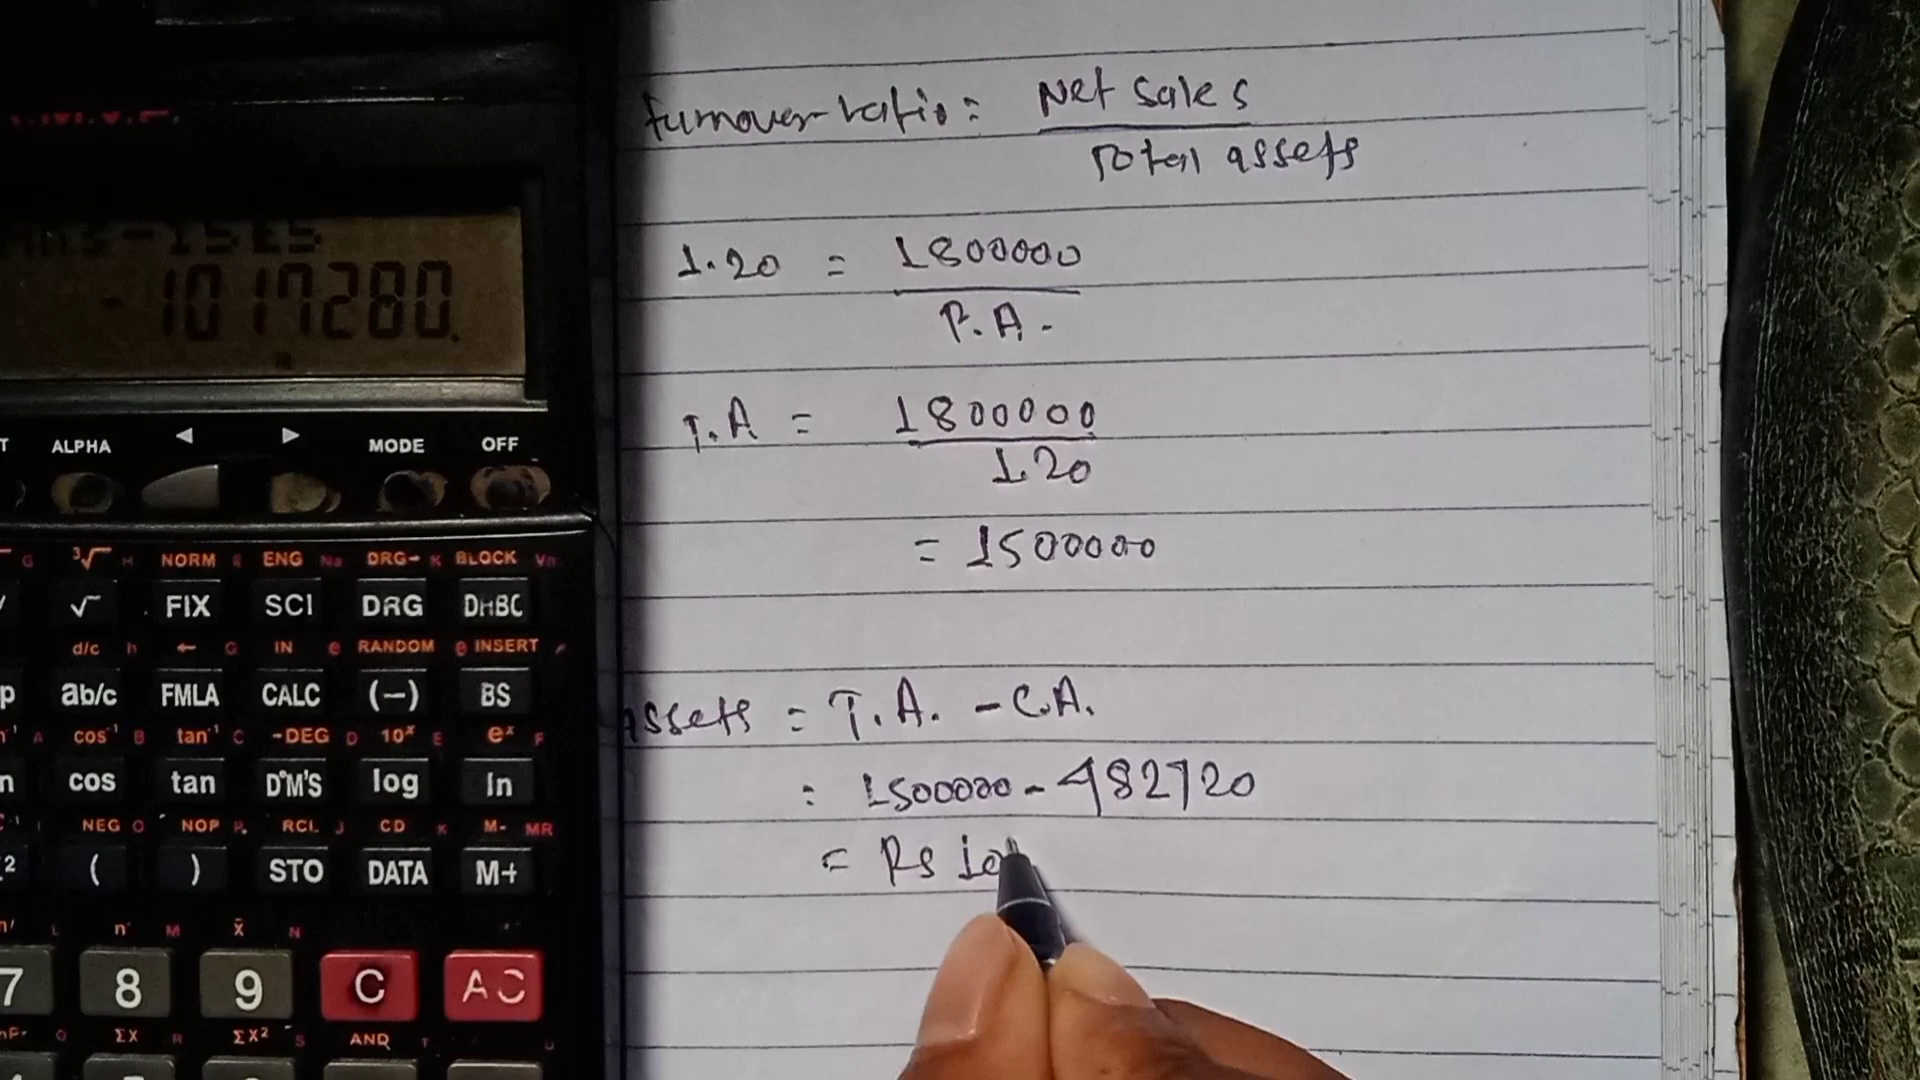 Turnover ratio = Net Sales
Total assets
1.20 = 1800000
T.A.
T.A = 1800000
1.20
= 1500000
Assets = T.A. - C.A.
= 1500000 - 482720
= Rs 10
-1017280.
ALPHA ◀ ▶ MODE OFF
³√ H NORM ENG DRG K BLOCK
√ FIX SCI DRG DHBC
d/c h ← G IN e RANDOM INSERT
ab/c FMLA CALC (−) BS
A cos⁻¹ B tan⁻¹ C -DEG D 10ˣ E eˣ F
cos tan D°M'S log ln
NEG O NOP P. RCL J CD K M- MR
( ) STO DATA M+
L n M x̄ N
7 8 9 C AC
O ΣX R ΣX² S AND T U